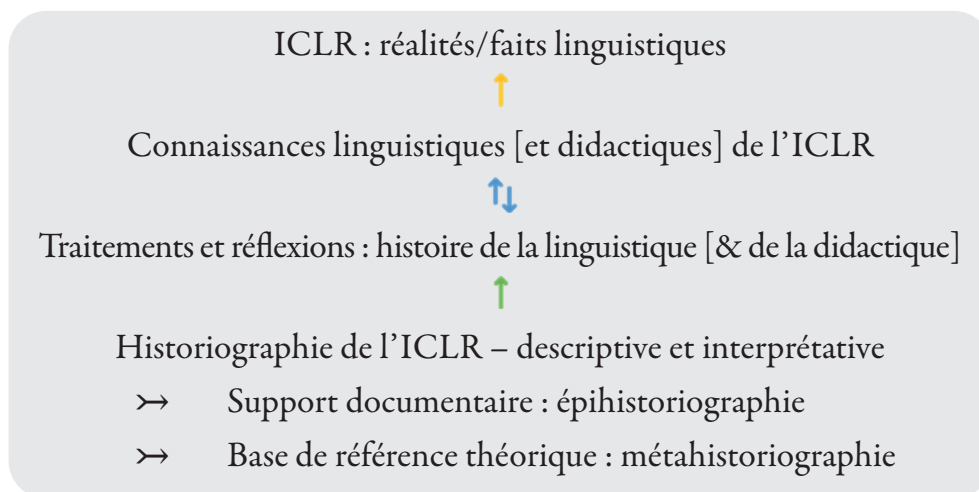 ICLR : réalités/faits linguistiques
Connaissances linguistiques [et didactiques] de l’ICLR
Traitements et réflexions : histoire de la linguistique [& de la didactique]
Historiographie de l’ICLR – descriptive et interprétative
Support documentaire : épihistoriographie
Base de référence théorique : métahistoriographie